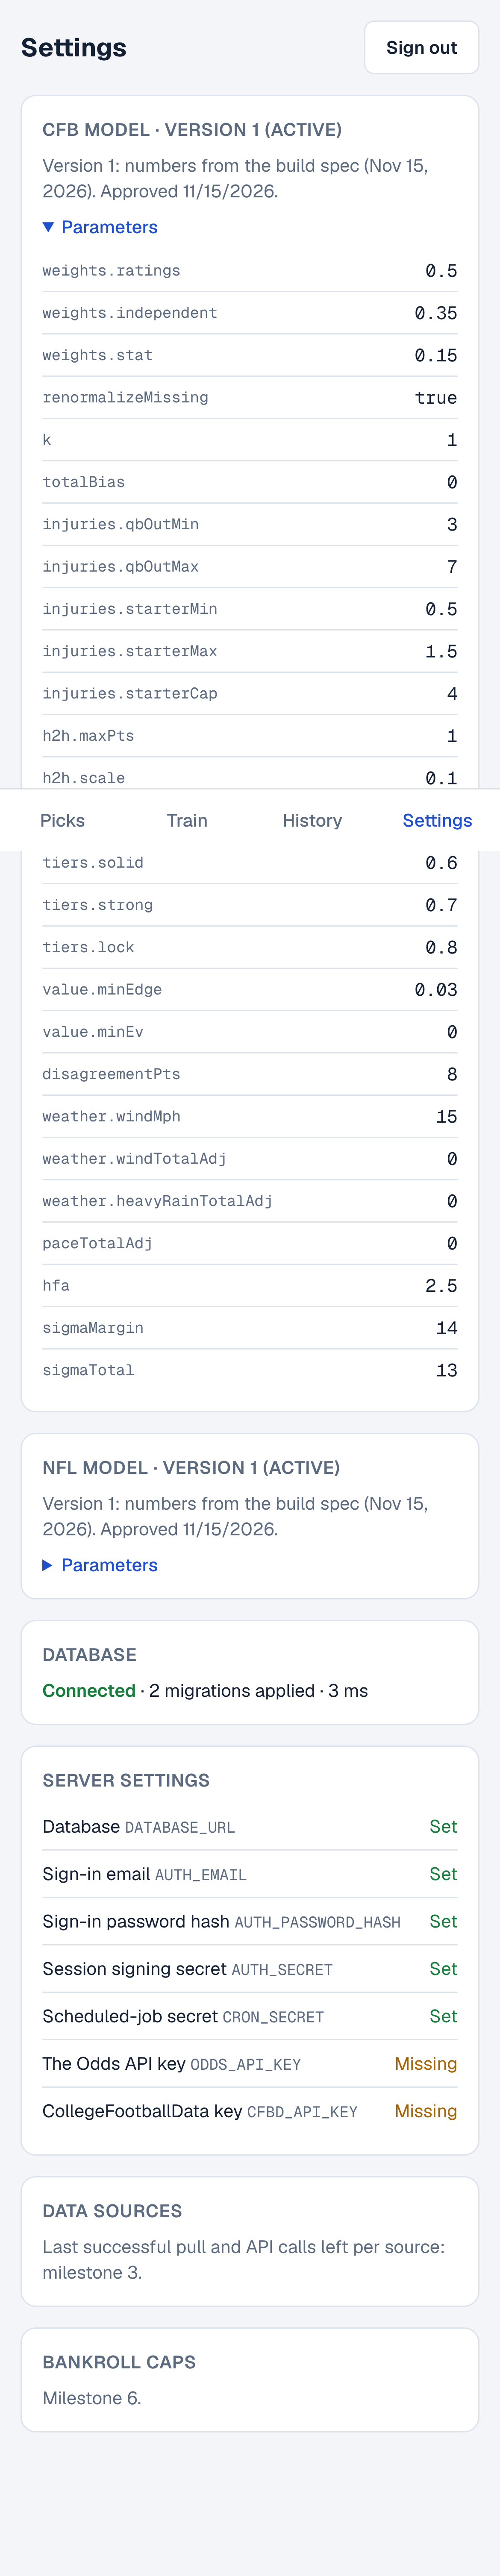 Settings
Sign out
CFB MODEL · VERSION 1 (ACTIVE)
Version 1: numbers from the build spec (Nov 15,
2026). Approved 11/15/2026.
▼ Parameters
weights.ratings 0.5
weights.independent 0.35
weights.stat 0.15
renormalizeMissing true
k 1
totalBias 0
injuries.qbOutMin 3
injuries.qbOutMax 7
injuries.starterMin 0.5
injuries.starterMax 1.5
injuries.starterCap 4
h2h.maxPts 1
h2h.scale 0.1
Picks Train History Settings
tiers.solid 0.6
tiers.strong 0.7
tiers.lock 0.8
value.minEdge 0.03
value.minEv 0
disagreementPts 8
weather.windMph 15
weather.windTotalAdj 0
weather.heavyRainTotalAdj 0
paceTotalAdj 0
hfa 2.5
sigmaMargin 14
sigmaTotal 13
NFL MODEL · VERSION 1 (ACTIVE)
Version 1: numbers from the build spec (Nov 15,
2026). Approved 11/15/2026.
▶ Parameters
DATABASE
Connected · 2 migrations applied · 3 ms
SERVER SETTINGS
Database DATABASE_URL Set
Sign-in email AUTH_EMAIL Set
Sign-in password hash AUTH_PASSWORD_HASH Set
Session signing secret AUTH_SECRET Set
Scheduled-job secret CRON_SECRET Set
The Odds API key ODDS_API_KEY Missing
CollegeFootballData key CFBD_API_KEY Missing
DATA SOURCES
Last successful pull and API calls left per source:
milestone 3.
BANKROLL CAPS
Milestone 6.